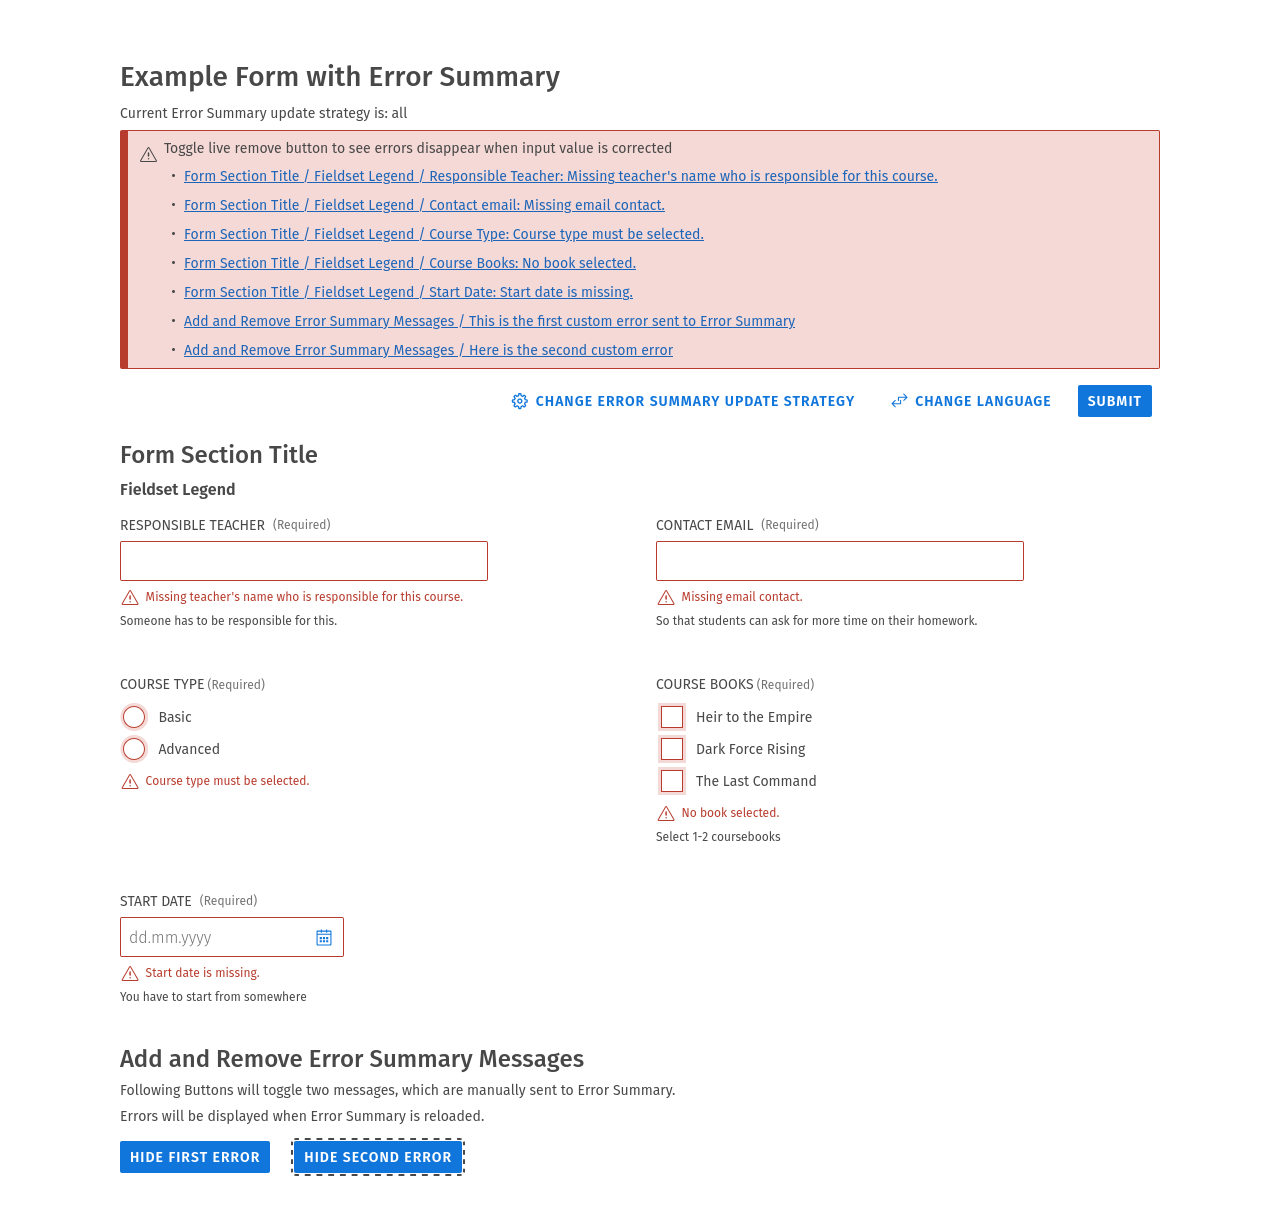 Example Form with Error Summary
Current Error Summary update strategy is: all
Toggle live remove button to see errors disappear when input value is corrected
• Form Section Title / Fieldset Legend / Responsible Teacher: Missing teacher's name who is responsible for this course.
• Form Section Title / Fieldset Legend / Contact email: Missing email contact.
• Form Section Title / Fieldset Legend / Course Type: Course type must be selected.
• Form Section Title / Fieldset Legend / Course Books: No book selected.
• Form Section Title / Fieldset Legend / Start Date: Start date is missing.
• Add and Remove Error Summary Messages / This is the first custom error sent to Error Summary
• Add and Remove Error Summary Messages / Here is the second custom error
CHANGE ERROR SUMMARY UPDATE STRATEGY CHANGE LANGUAGE SUBMIT
Form Section Title
Fieldset Legend
RESPONSIBLE TEACHER (Required)
Missing teacher's name who is responsible for this course.
Someone has to be responsible for this.
CONTACT EMAIL (Required)
Missing email contact.
So that students can ask for more time on their homework.
COURSE TYPE (Required)
Basic
Advanced
Course type must be selected.
COURSE BOOKS (Required)
Heir to the Empire
Dark Force Rising
The Last Command
No book selected.
Select 1-2 coursebooks
START DATE (Required)
dd.mm.yyyy
Start date is missing.
You have to start from somewhere
Add and Remove Error Summary Messages
Following Buttons will toggle two messages, which are manually sent to Error Summary.
Errors will be displayed when Error Summary is reloaded.
HIDE FIRST ERROR HIDE SECOND ERROR